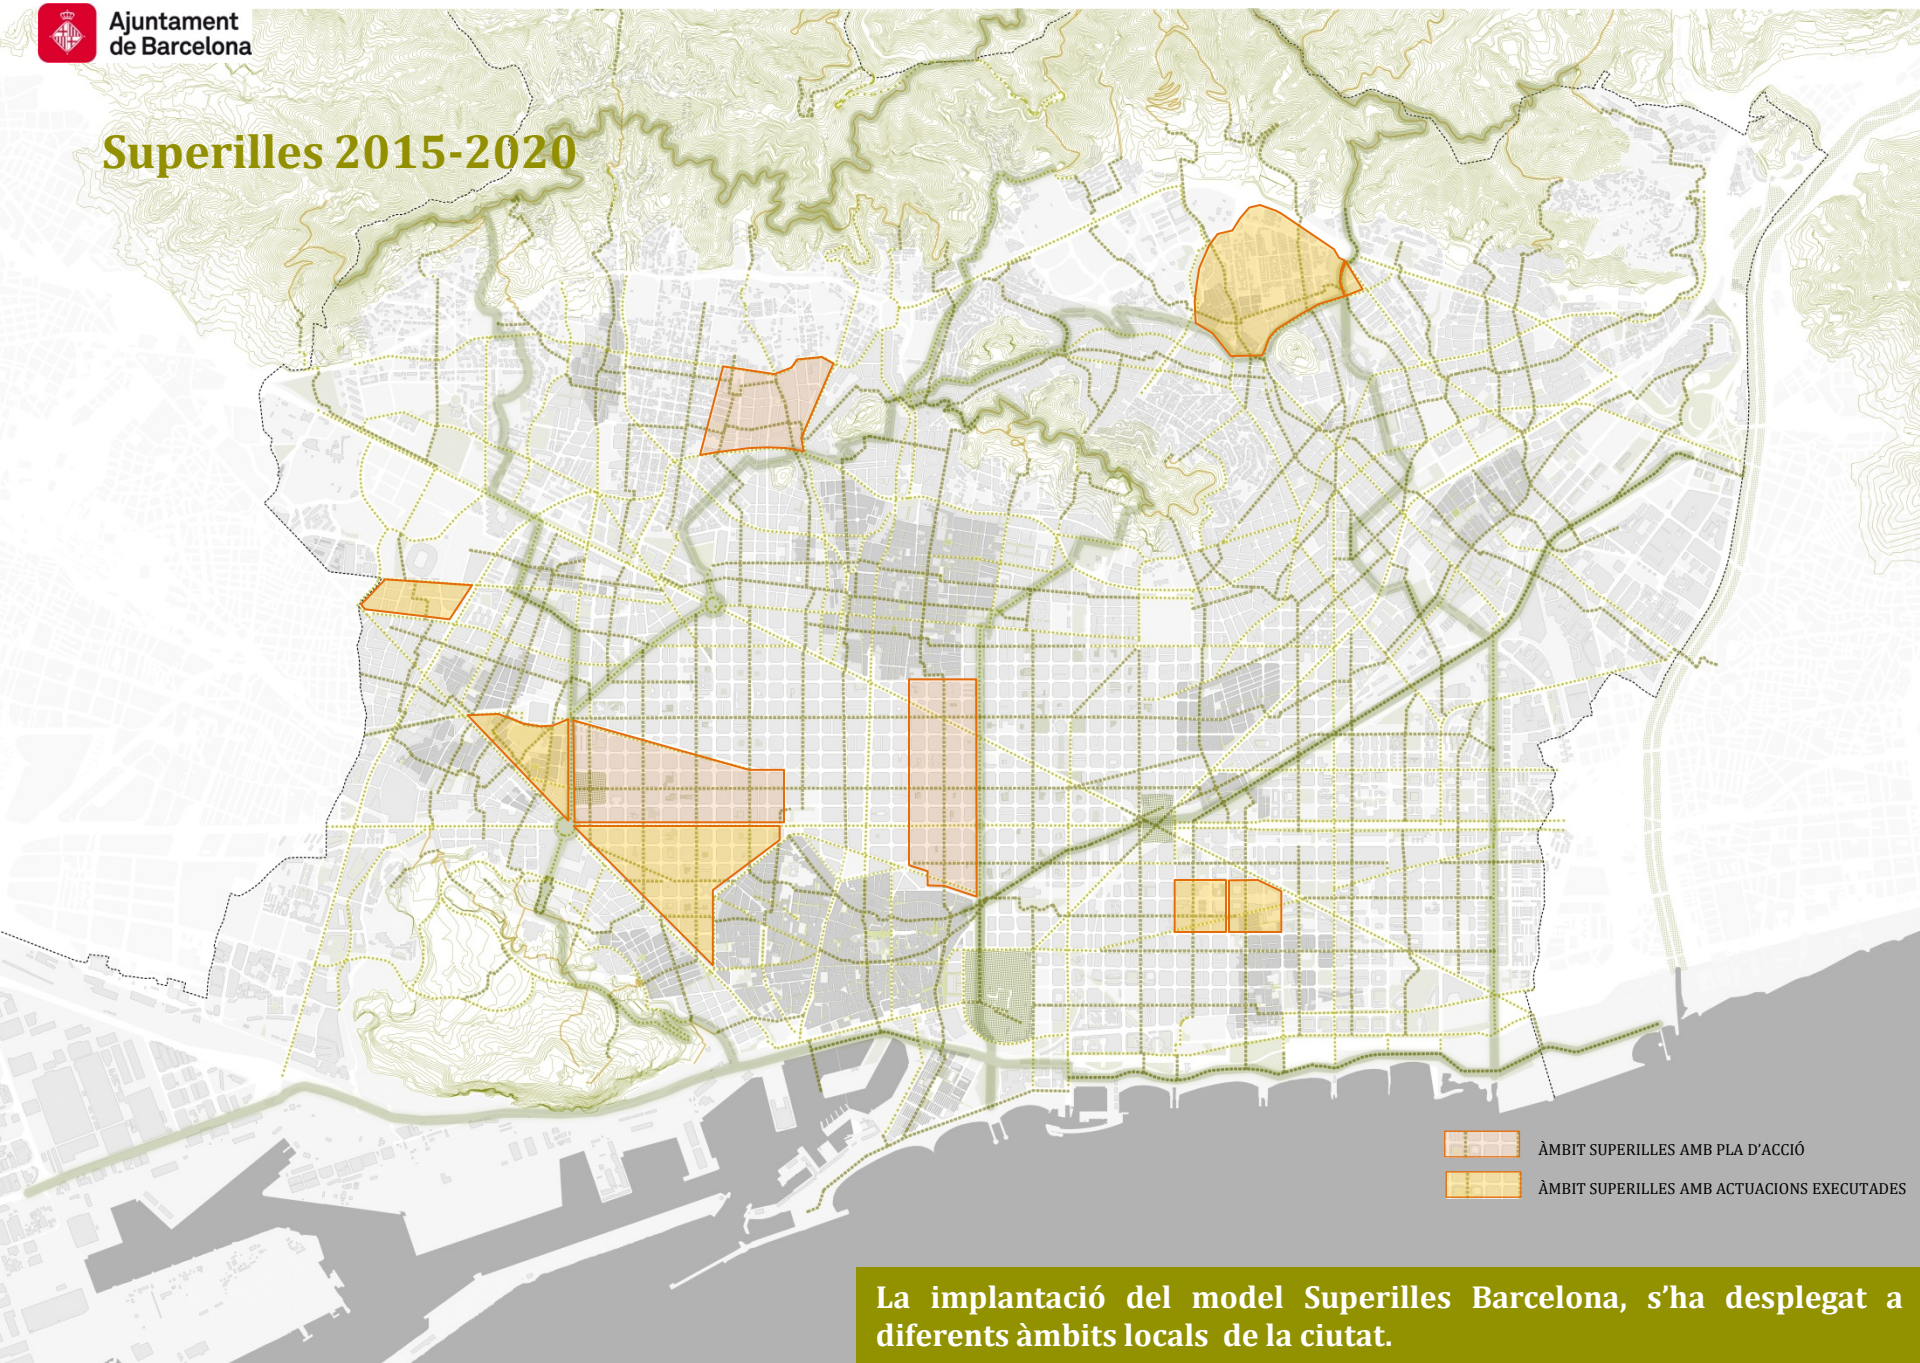 Ajuntament
de Barcelona
Superilles 2015-2020
ÀMBIT SUPERILLES AMB PLA D'ACCIÓ
ÀMBIT SUPERILLES AMB ACTUACIONS EXECUTADES
La implantació del model Superilles Barcelona, s'ha desplegat a
diferents àmbits locals de la ciutat.